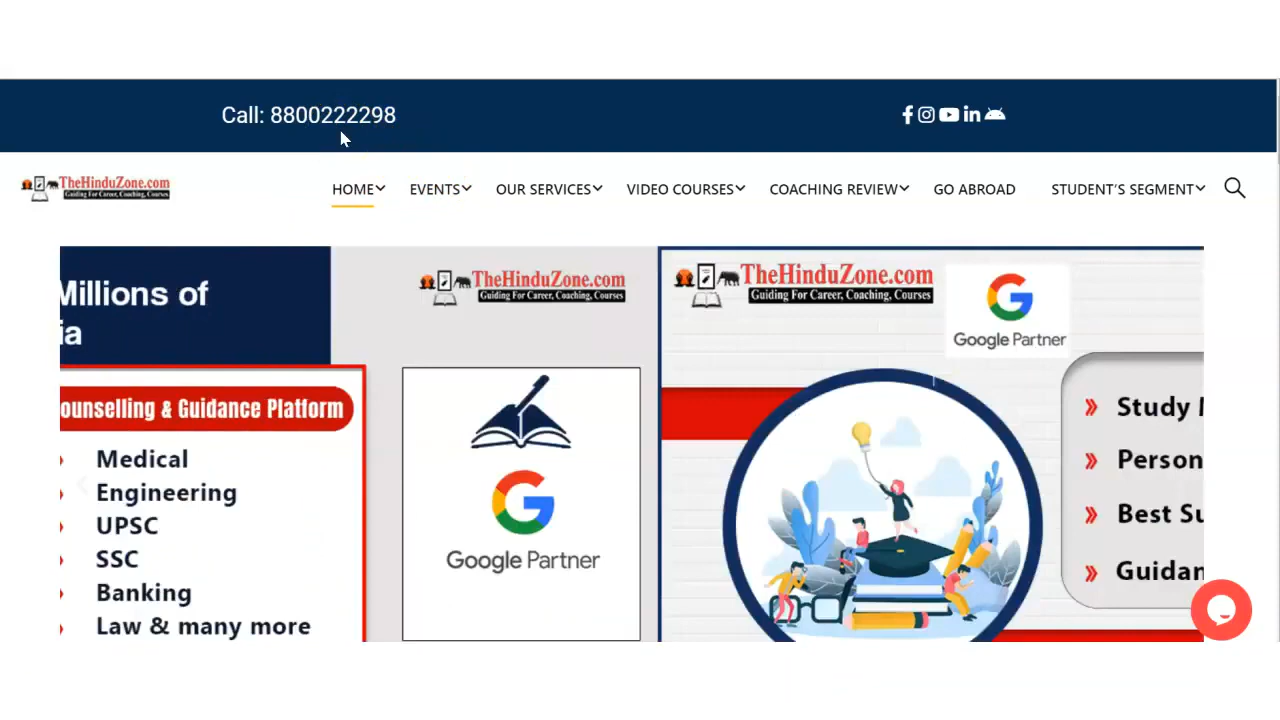 Call: 8800222298
TheHinduZone.com
Guiding For Career, Coaching, Courses
HOME EVENTS OUR SERVICES VIDEO COURSES COACHING REVIEW GO ABROAD STUDENT'S SEGMENT
Millions of
ia
ounselling & Guidance Platform
Medical
Engineering
UPSC
SSC
Banking
Law & many more
TheHinduZone.com
Guiding For Career, Coaching, Courses
Google Partner
TheHinduZone.com
Guiding For Career, Coaching, Courses
Google Partner
Study
Person
Best Su
Guidan